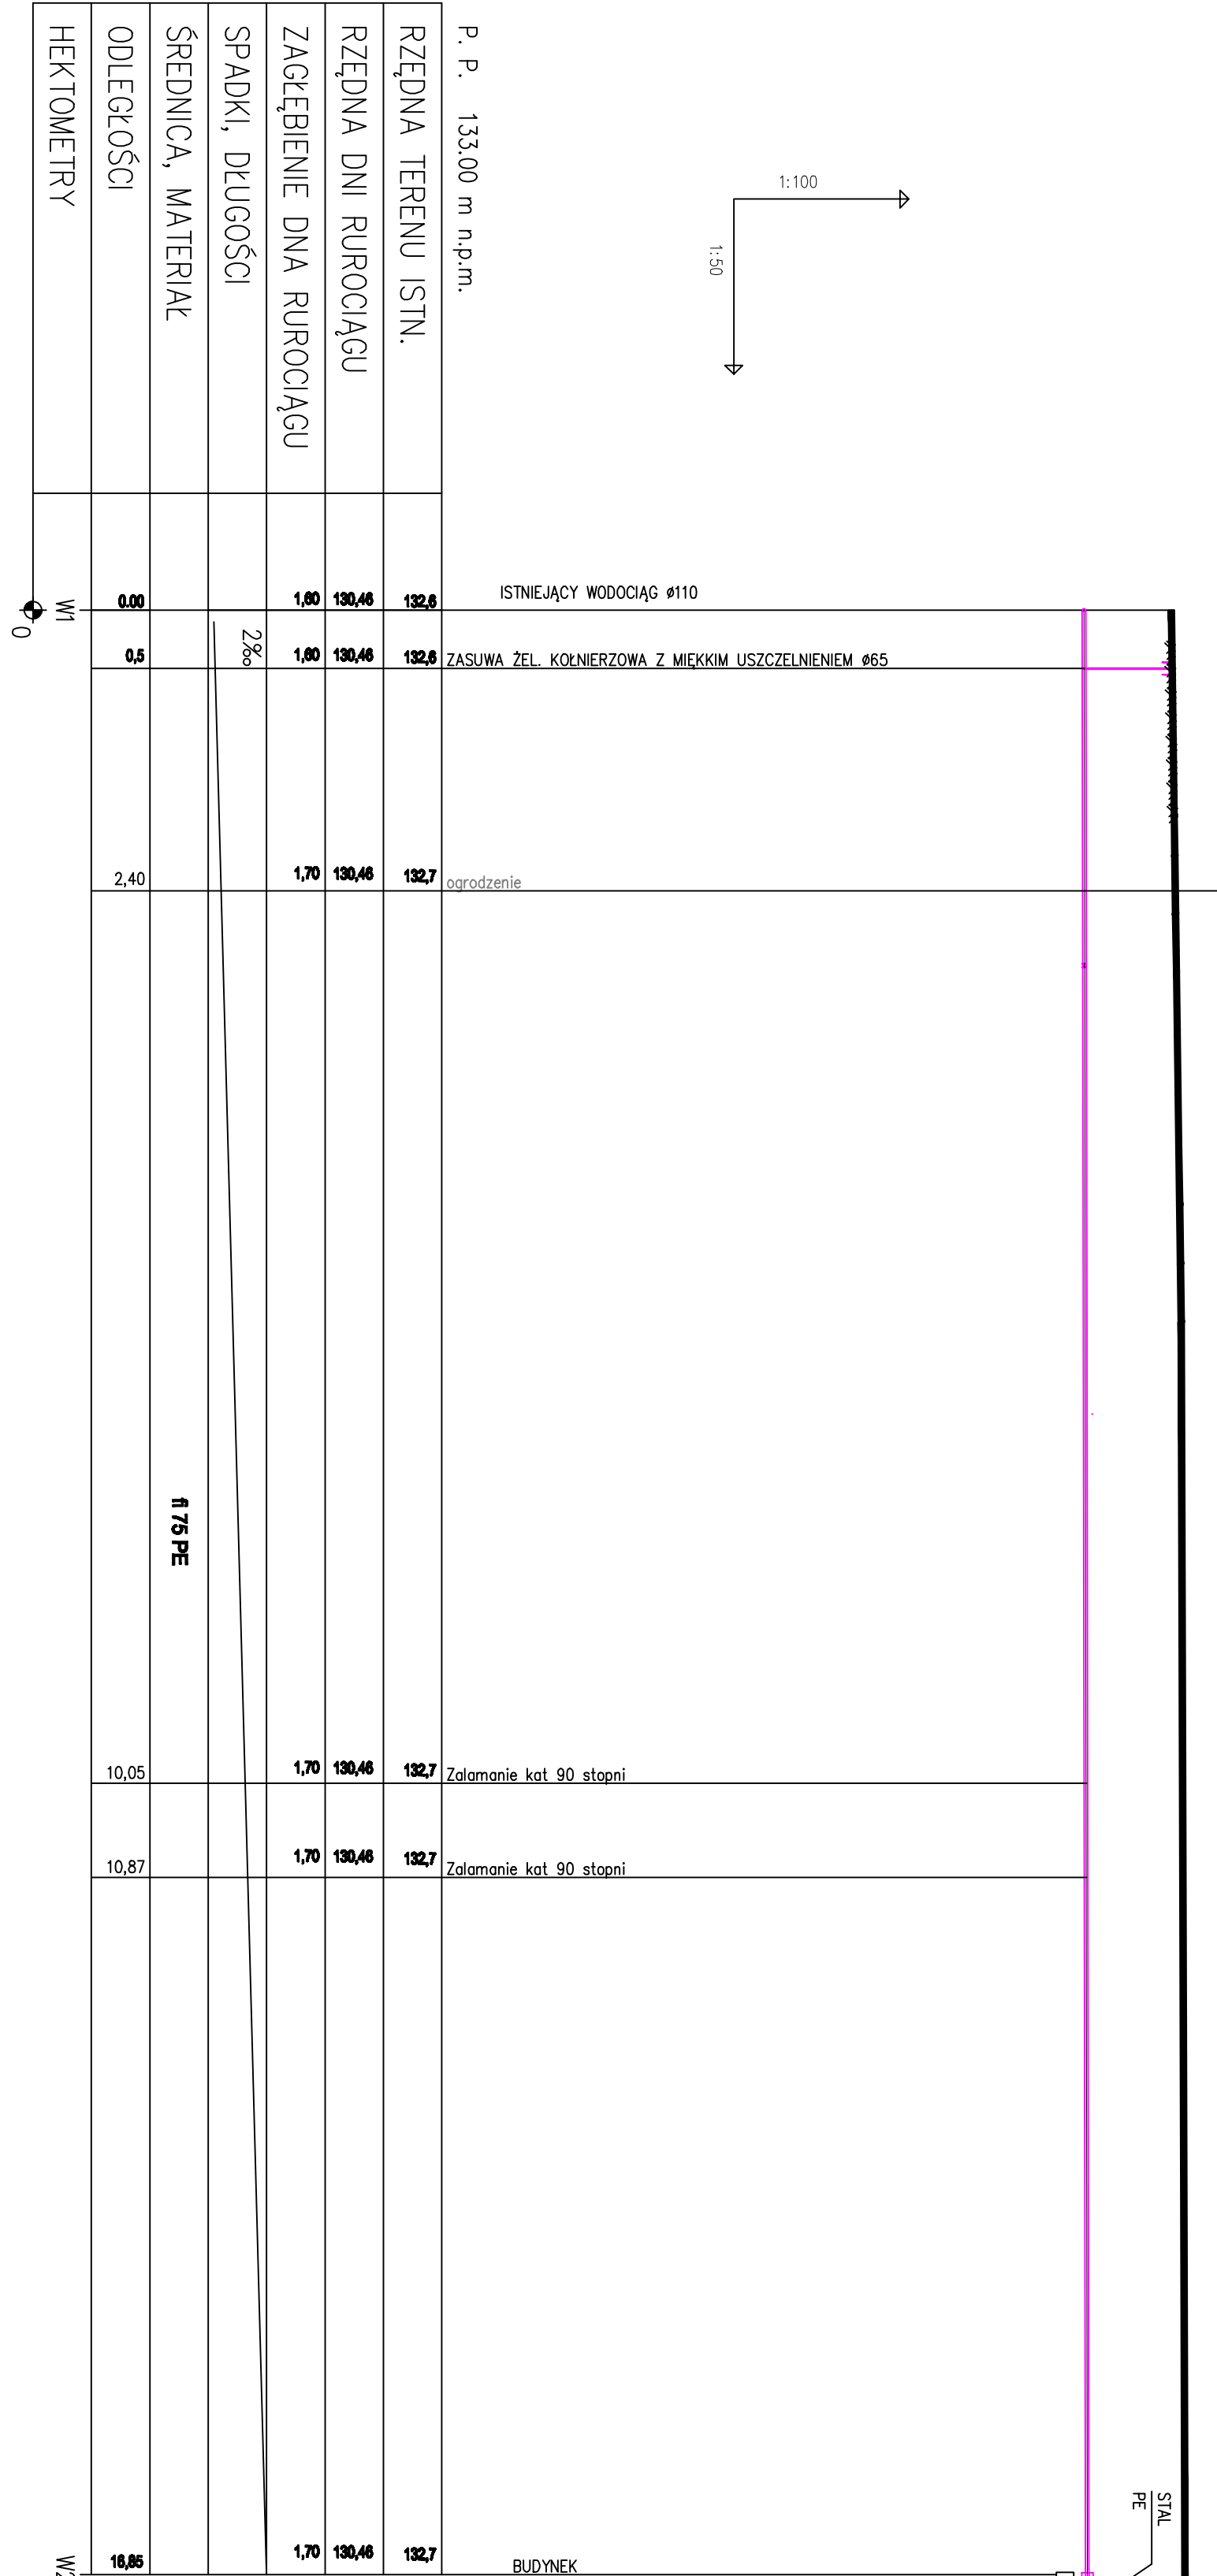 1:100
1:50
P. P. 133.00 m n.p.m.
RZĘDNA TERENU ISTN.
132,6
132,6
132,7
132,7
132,7
132,7
RZĘDNA DNI RUROCIĄGU
130,46
130,46
130,46
130,46
130,46
130,46
ZAGŁĘBIENIE DNA RUROCIĄGU
1,60
1,60
1,70
1,70
1,70
1,70
SPADKI, DŁUGOŚCI
2‰
ŚREDNICA, MATERIAŁ
fi 75 PE
ODLEGŁOŚCI
0.00
0,5
2,40
10,05
10,87
16,85
HEKTOMETRY
W1
W2
0
ISTNIEJĄCY WODOCIĄG ø110
ZASUWA ŻEL. KOŁNIERZOWA Z MIĘKKIM USZCZELNIENIEM ø65
ogrodzenie
Zalamanie kat 90 stopni
Zalamanie kat 90 stopni
BUDYNEK
STAL
PE